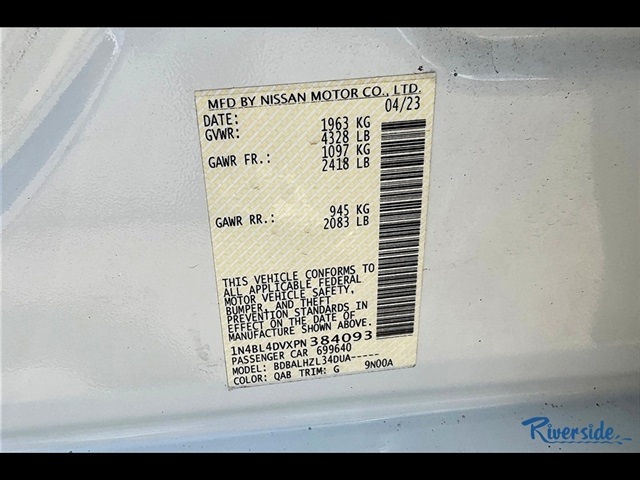 MFD BY NISSAN MOTOR CO., LTD.
DATE: 04/23
GVWR: 1963 KG
4328 LB
GAWR FR.: 1097 KG
2418 LB
GAWR RR.: 945 KG
2083 LB
THIS VEHICLE CONFORMS TO
ALL APPLICABLE FEDERAL
MOTOR VEHICLE SAFETY,
BUMPER, AND THEFT
PREVENTION STANDARDS IN
EFFECT ON THE DATE OF
MANUFACTURE SHOWN ABOVE.
1N4BL4DVXPN384093
PASSENGER CAR 699640
MODEL: BDBALHZL34DUA-----
COLOR: QAB TRIM: G 9N00A
Riverside